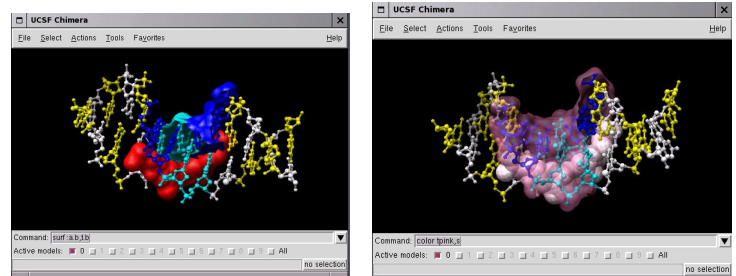 UCSF Chimera
File Select Actions Tools Favorites Help
Command: surf :a.b,t.b
Active models: 0 1 2 3 4 5 6 7 8 9 All
no selection
UCSF Chimera
File Select Actions Tools Favorites Help
Command: color tpink,s
Active models: 0 1 2 3 4 5 6 7 8 9 All
no selection